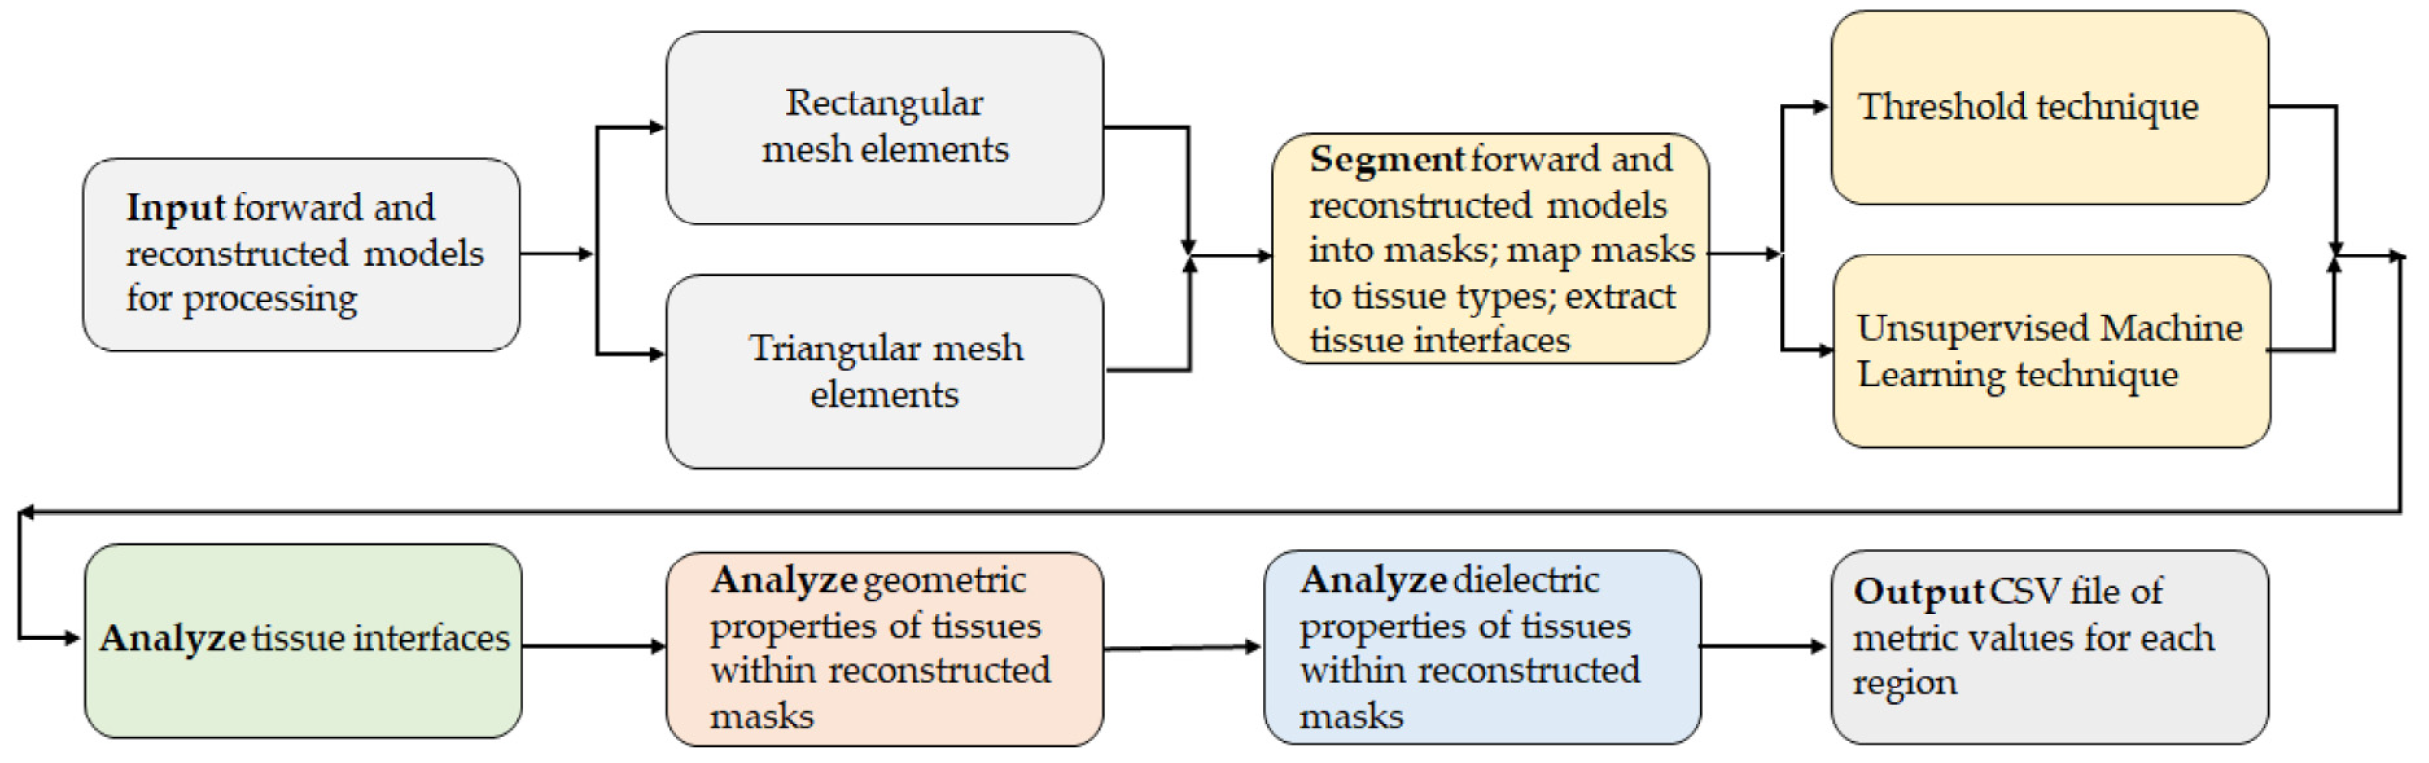 Input forward and
reconstructed models
for processing
Rectangular
mesh elements
Triangular mesh
elements
Segment forward and
reconstructed models
into masks; map masks
to tissue types; extract
tissue interfaces
Threshold technique
Unsupervised Machine
Learning technique
Analyze tissue interfaces
Analyze geometric
properties of tissues
within reconstructed
masks
Analyze dielectric
properties of tissues
within reconstructed
masks
Output CSV file of
metric values for each
region